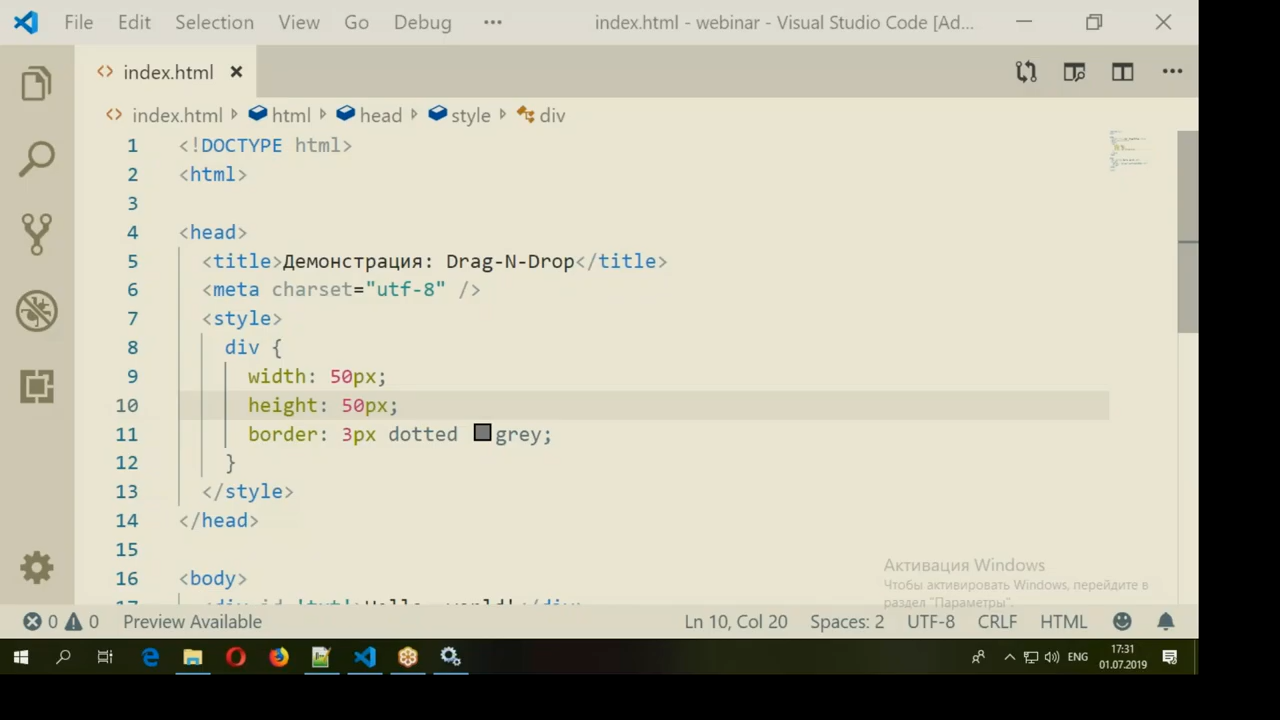 File Edit Selection View Go Debug ··· index.html - webinar - Visual Studio Code [Ad...
index.html
index.html html head style div
1 <!DOCTYPE html>
2 <html>
3
4 <head>
5 <title>Демонстрация: Drag-N-Drop</title>
6 <meta charset="utf-8" />
7 <style>
8 div {
9 width: 50px;
10 height: 50px;
11 border: 3px dotted grey;
12 }
13 </style>
14 </head>
15
16 <body>
Активация Windows
Чтобы активировать Windows, перейдите в
раздел "Параметры".
0 0 Preview Available Ln 10, Col 20 Spaces: 2 UTF-8 CRLF HTML
ENG 17:31
01.07.2019